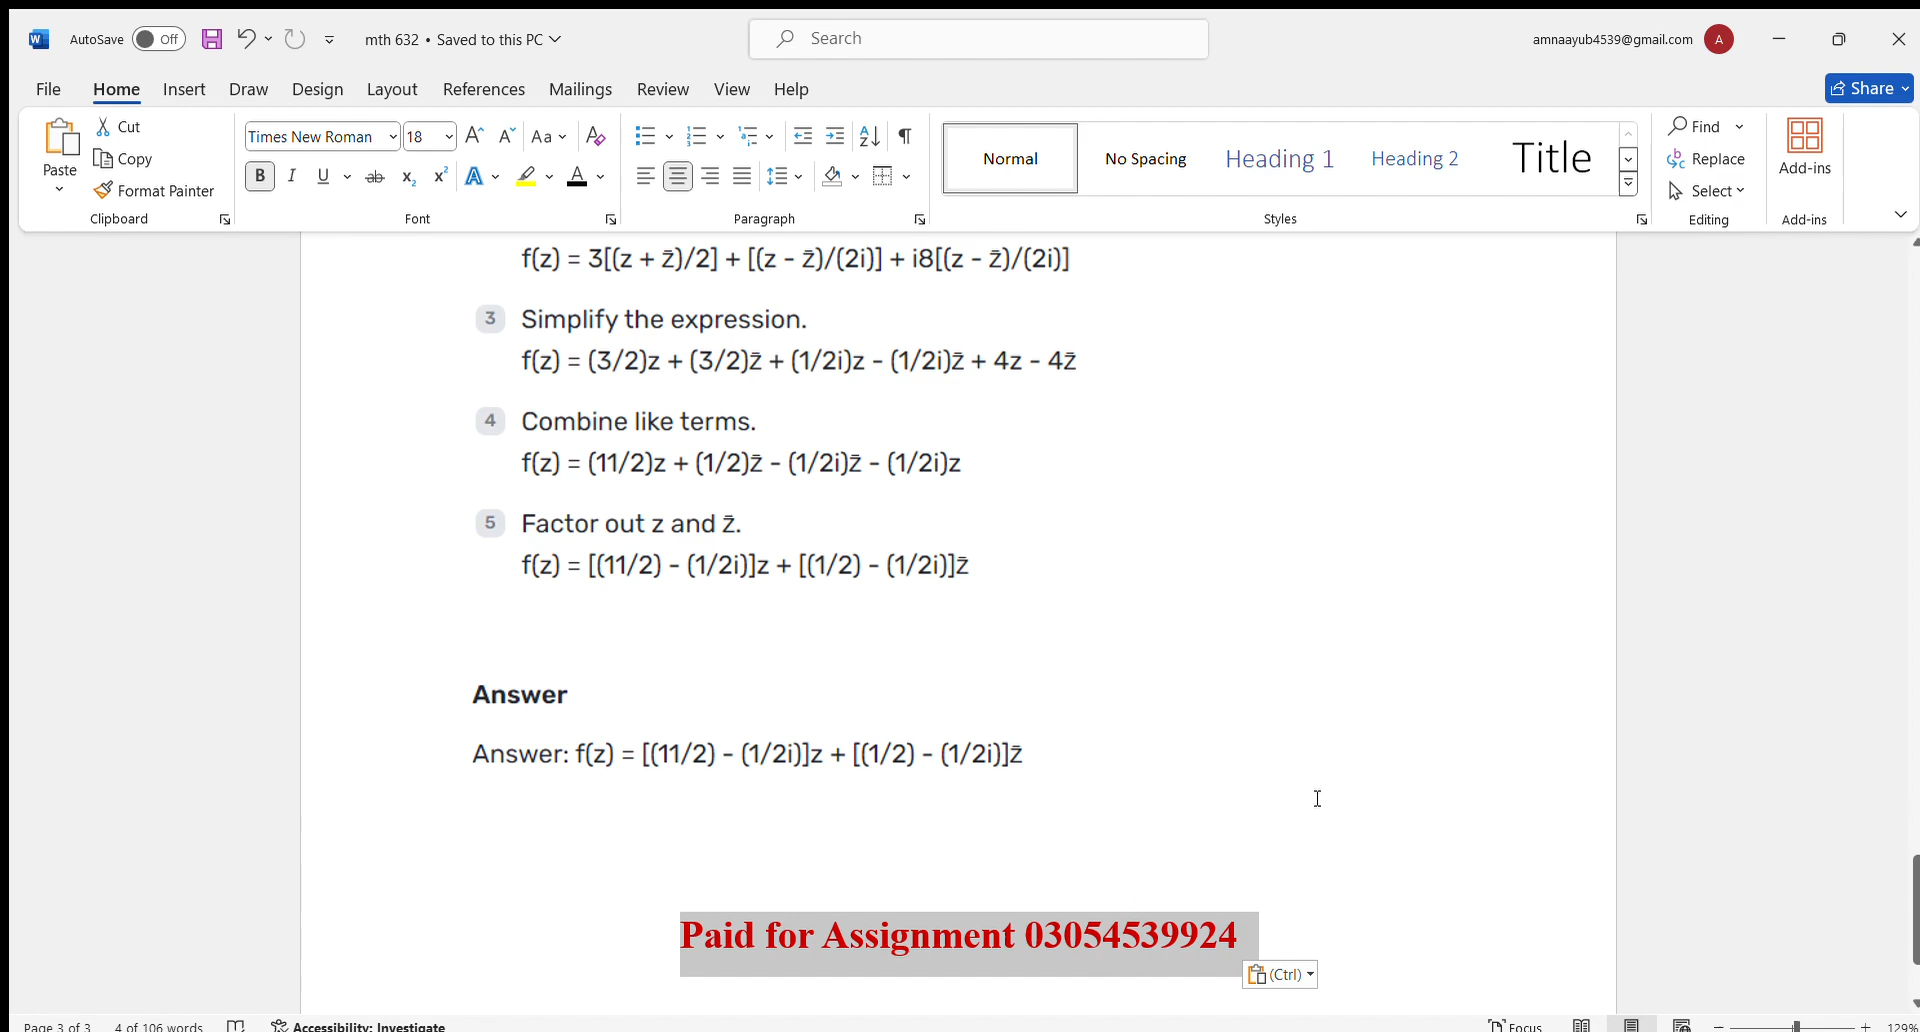 AutoSave Off mth 632 • Saved to this PC Search amnaayub4539@gmail.com A
File Home Insert Draw Design Layout References Mailings Review View Help Share
Paste Cut Copy Format Painter Clipboard
Times New Roman 18 A A Aa A
B I U ab x₂ x² A A Font
Paragraph
Normal No Spacing Heading 1 Heading 2 Title Styles
Find Replace Select Editing
Add-ins Add-ins
f(z) = 3[(z + z̄)/2] + [(z - z̄)/(2i)] + i8[(z - z̄)/(2i)]
3 Simplify the expression.
f(z) = (3/2)z + (3/2)z̄ + (1/2i)z - (1/2i)z̄ + 4z - 4z̄
4 Combine like terms.
f(z) = (11/2)z + (1/2)z̄ - (1/2i)z̄ - (1/2i)z
5 Factor out z and z̄.
f(z) = [(11/2) - (1/2i)]z + [(1/2) - (1/2i)]z̄
Answer
Answer: f(z) = [(11/2) - (1/2i)]z + [(1/2) - (1/2i)]z̄
Paid for Assignment 03054539924
(Ctrl)
Page 3 of 3 4 of 106 words Accessibility: Investigate Focus 129%